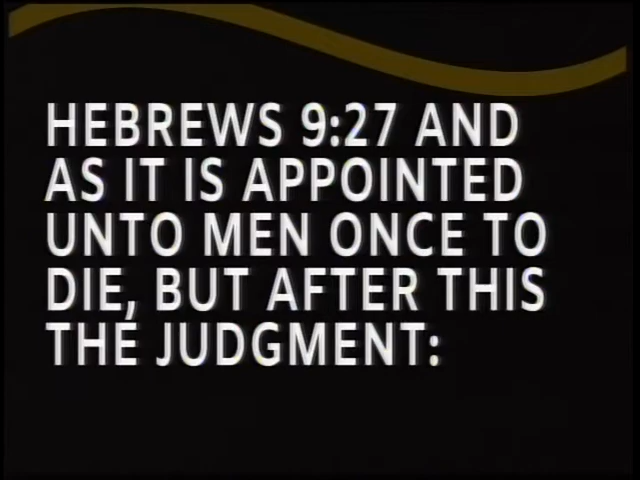 HEBREWS 9:27 AND
AS IT IS APPOINTED
UNTO MEN ONCE TO
DIE, BUT AFTER THIS
THE JUDGMENT: